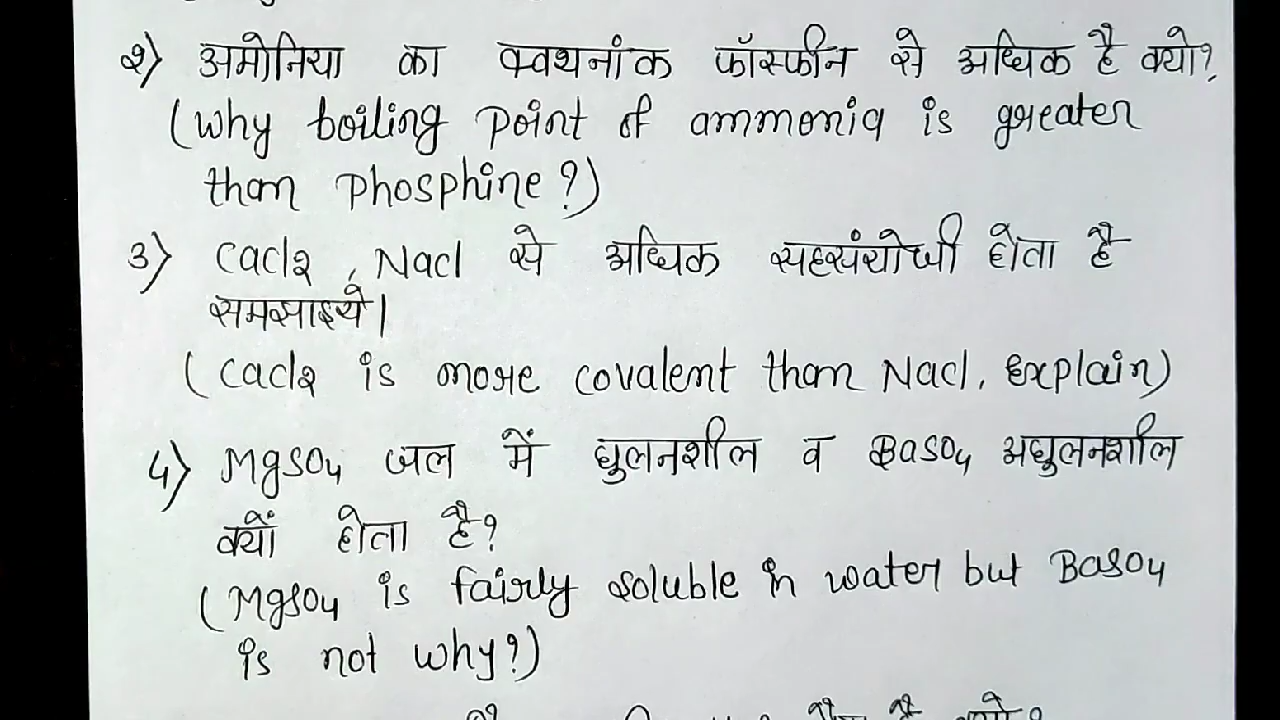 २) अमोनिया का क्वथनांक फॉस्फीन से अधिक है क्यो?
(Why boiling Point of ammonia is greater
than Phosphine?)
3) Cacl2, Nacl से अधिक सहसंयोजी होता है
समझाइये।
(Cacl2 is more covalent than Nacl. Explain)
4) MgSO4 जल में घुलनशील व BaSO4 अघुलनशील
क्यों होता है?
(MgSO4 is fairly soluble in water but BaSO4
is not why?)